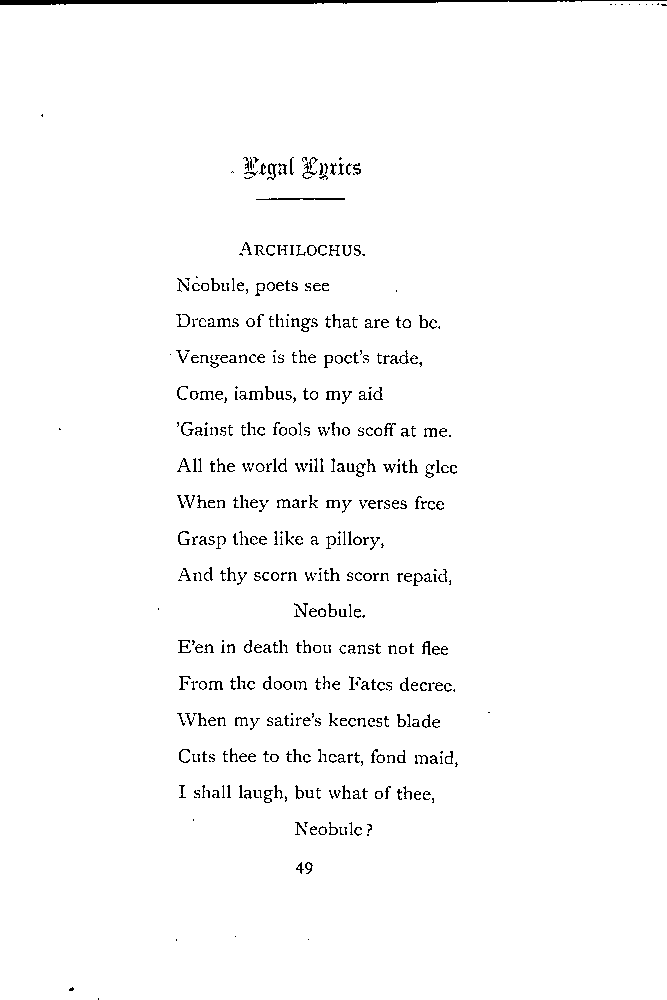 Legal Lyrics
ARCHILOCHUS.
Neobule, poets see
Dreams of things that are to be.
Vengeance is the poet's trade,
Come, iambus, to my aid
'Gainst the fools who scoff at me.
All the world will laugh with glee
When they mark my verses free
Grasp thee like a pillory,
And thy scorn with scorn repaid,
Neobule.
E'en in death thou canst not flee
From the doom the Fates decree.
When my satire's keenest blade
Cuts thee to the heart, fond maid,
I shall laugh, but what of thee,
Neobule?
49